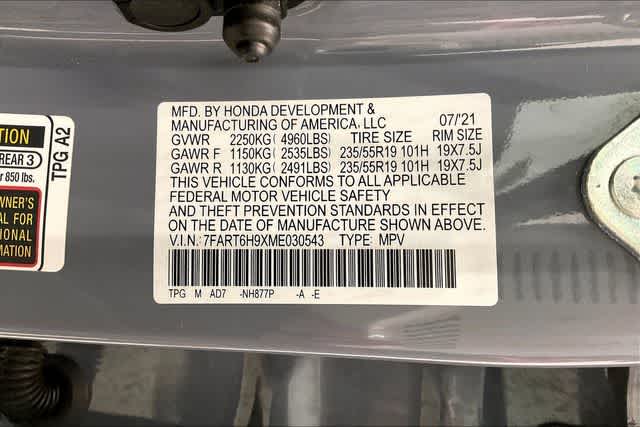 TION
REAR 3
r 850 lbs.
WNER'S
AL FOR
IONAL
MATION
TPG A2
MFD. BY HONDA DEVELOPMENT & 07/'21
MANUFACTURING OF AMERICA, LLC
GVWR 2250KG( 4960LBS) TIRE SIZE RIM SIZE
GAWR F 1150KG( 2535LBS) 235/55R19 101H 19X7.5J
GAWR R 1130KG( 2491LBS) 235/55R19 101H 19X7.5J
THIS VEHICLE CONFORMS TO ALL APPLICABLE
FEDERAL MOTOR VEHICLE SAFETY
AND THEFT PREVENTION STANDARDS IN EFFECT
ON THE DATE OF MANUFACTURE SHOWN ABOVE.
V.I.N.: 7FART6H9XME030543 TYPE: MPV
TPG M AD7 -NH877P -A -E